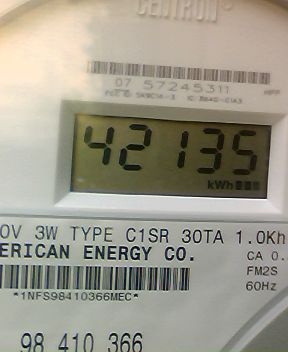 CENTRON
07 57245311
42135
kWh
0V 3W TYPE C1SR 30TA 1.0Kh
ERICAN ENERGY CO.
CA 0.
FM2S
*1NFS98410366MEC*
60Hz
98 410 366